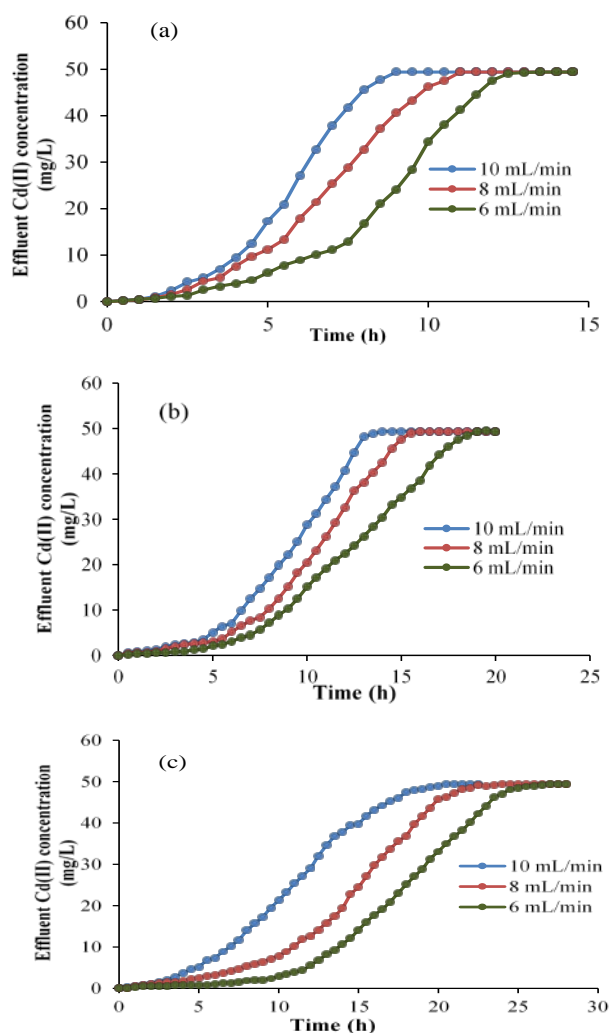 (a)
Effluent Cd(II) concentration
(mg/L)
60
50
40
30
20
10
0
0 5 10 15
Time (h)
10 mL/min
8 mL/min
6 mL/min
(b)
Effluent Cd(II) concentration
(mg/L)
60
50
40
30
20
10
0
0 5 10 15 20 25
Time (h)
10 mL/min
8 mL/min
6 mL/min
(c)
Effluent Cd(II) concentration
(mg/L)
60
50
40
30
20
10
0
0 5 10 15 20 25 30
Time (h)
10 mL/min
8 mL/min
6 mL/min